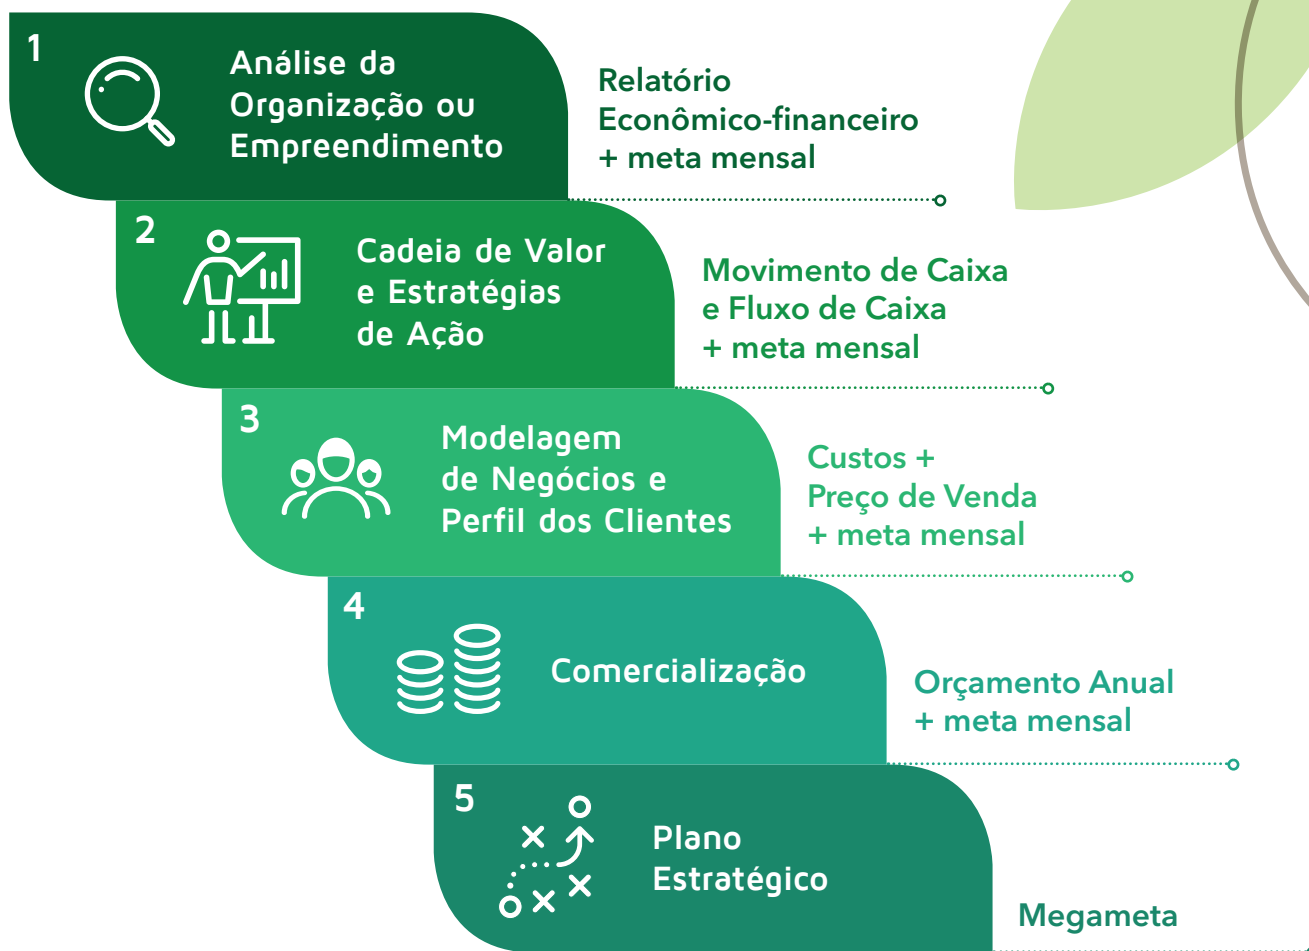 1
Análise da
Organização ou
Empreendimento
Relatório
Econômico-financeiro
+ meta mensal
2
Cadeia de Valor
e Estratégias
de Ação
Movimento de Caixa
e Fluxo de Caixa
+ meta mensal
3
Modelagem
de Negócios e
Perfil dos Clientes
Custos +
Preço de Venda
+ meta mensal
4
Comercialização
Orçamento Anual
+ meta mensal
5
Plano
Estratégico
Megameta